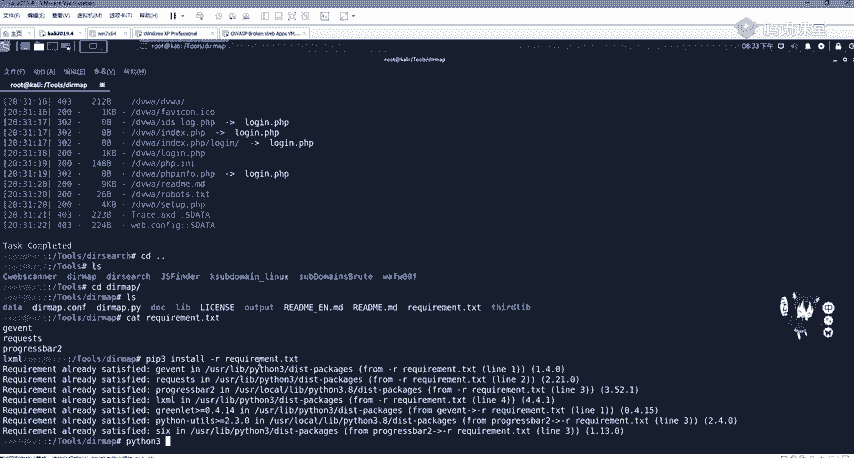 文件(F) 编辑(E) 查看(V) 虚拟机(M) 选项卡(T) 帮助(H)
主页 kali2019.4 win7x64 Windows XP Professional OWASP Broken Web Apps VM...
腾讯课堂
root@kali: /Tools/dirmap
08:33 下午
root@kali: /Tools/dirmap
文件(F) 动作(A) 编辑(E) 查看(V) 帮助(H)
root@kali: /Tools/dirmap
[20:31:16] 403 - 212B - /dvwa/dvwa/
[20:31:16] 200 - 1KB - /dvwa/favicon.ico
[20:31:17] 302 - 0B - /dvwa/ids_log.php -> login.php
[20:31:17] 302 - 0B - /dvwa/index.php -> login.php
[20:31:17] 302 - 0B - /dvwa/index.php/login/ -> login.php
[20:31:18] 200 - 1KB - /dvwa/login.php
[20:31:19] 200 - 148B - /dvwa/php.ini
[20:31:19] 302 - 0B - /dvwa/phpinfo.php -> login.php
[20:31:20] 200 - 9KB - /dvwa/readme.md
[20:31:20] 200 - 26B - /dvwa/robots.txt
[20:31:20] 200 - 4KB - /dvwa/setup.php
[20:31:21] 403 - 223B - Trace.axd::$DATA
[20:31:22] 403 - 224B - web.config::$DATA
Task Completed
:/Tools/dirsearch# cd ..
:/Tools# ls
Cwebscanner dirmap dirsearch JSFinder ksubdomain_linux subDomainsBrute wafw00f
:/Tools# cd dirmap/
:/Tools/dirmap# ls
data dirmap.conf dirmap.py doc lib LICENSE output README_EN.md README.md requirement.txt thirdlib
:/Tools/dirmap# cat requirement.txt
gevent
requests
progressbar2
lxml :/Tools/dirmap# pip3 install -r requirement.txt
Requirement already satisfied: gevent in /usr/lib/python3/dist-packages (from -r requirement.txt (line 1)) (1.4.0)
Requirement already satisfied: requests in /usr/lib/python3/dist-packages (from -r requirement.txt (line 2)) (2.21.0)
Requirement already satisfied: progressbar2 in /usr/local/lib/python3.8/dist-packages (from -r requirement.txt (line 3)) (3.52.1)
Requirement already satisfied: lxml in /usr/lib/python3/dist-packages (from -r requirement.txt (line 4)) (4.4.1)
Requirement already satisfied: greenlet>=0.4.14 in /usr/lib/python3/dist-packages (from gevent->-r requirement.txt (line 1)) (0.4.15)
Requirement already satisfied: python-utils>=2.3.0 in /usr/local/lib/python3.8/dist-packages (from progressbar2->-r requirement.txt (line 3)) (2.4.0)
Requirement already satisfied: six in /usr/lib/python3/dist-packages (from progressbar2->-r requirement.txt (line 3)) (1.13.0)
:/Tools/dirmap# python3